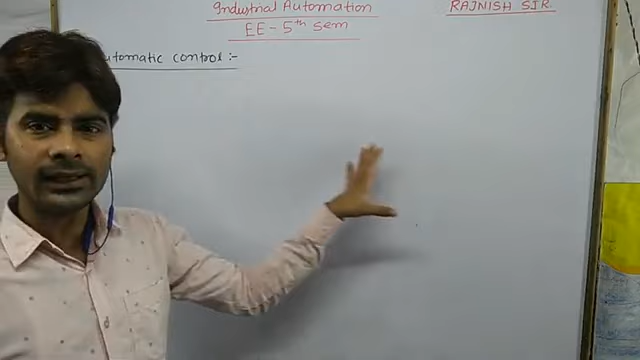 Industrial Automation
RAJNISH SIR.
EE-5th sem
utomatic control :-